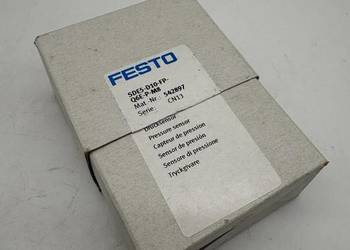 FESTO
SDE5-D10-FP-
Q6E-P-M8
Mat.-Nr.: 542897
Serie: CN13
Drucksensor
Pressure sensor
Capteur de pression
Sensor de presión
Sensore di pressione
Tryckgivare